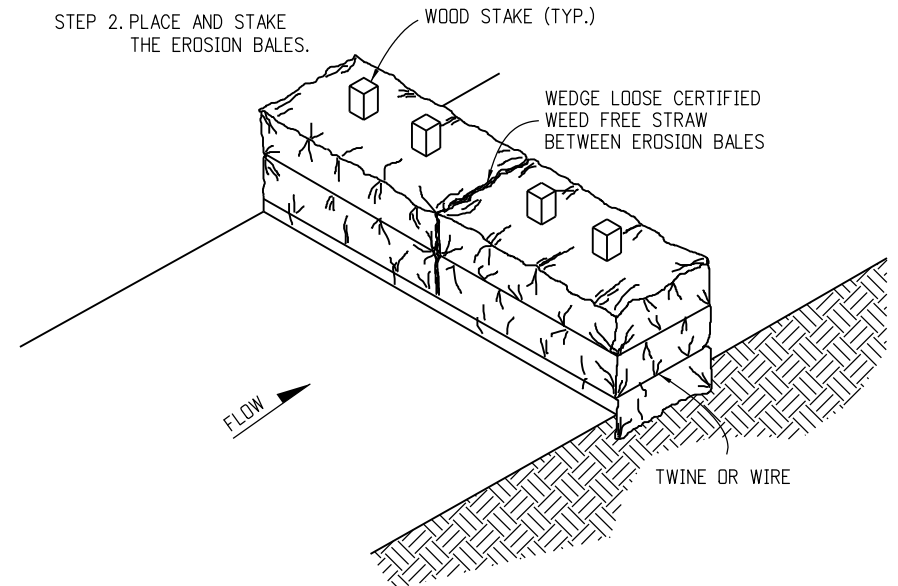 STEP 2. PLACE AND STAKE
THE EROSION BALES.
WOOD STAKE (TYP.)
WEDGE LOOSE CERTIFIED
WEED FREE STRAW
BETWEEN EROSION BALES
FLOW
TWINE OR WIRE